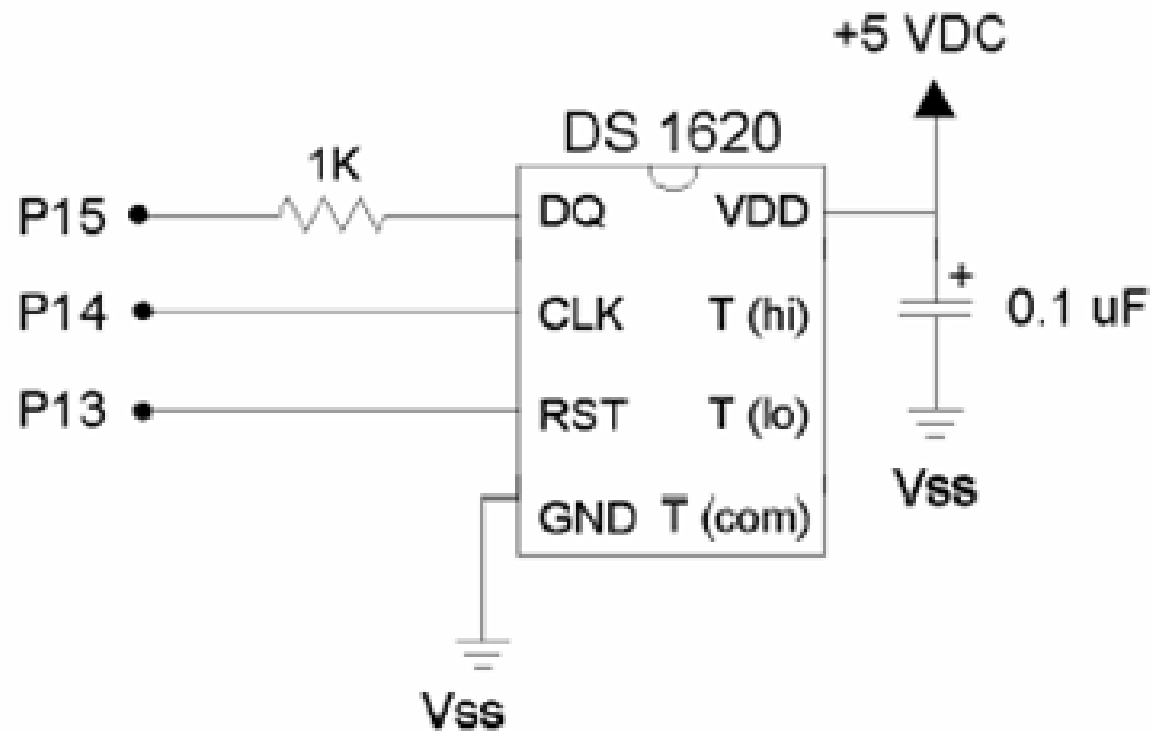 +5 VDC
DS 1620
1K
P15
DQ
VDD
+
P14
CLK
T (hi)
0.1 uF
P13
RST
T (lo)
Vss
GND
T̅ (com)
Vss